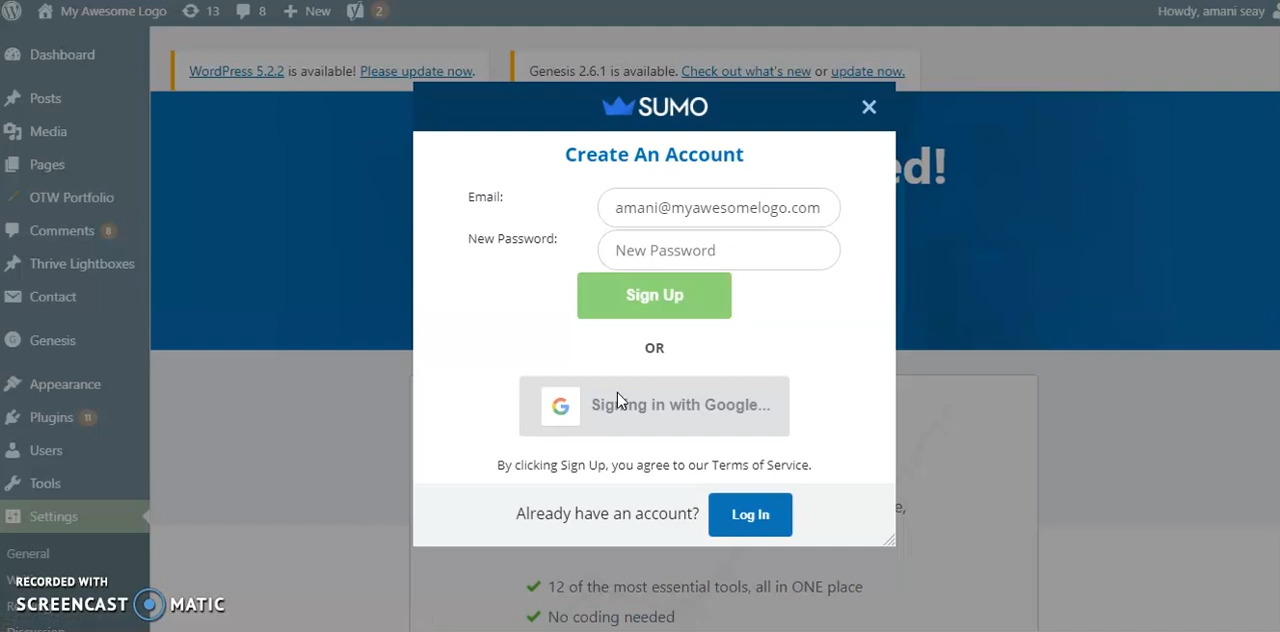 My Awesome Logo 13 8 New 2 Howdy, amani seay
Dashboard
Posts
Media
Pages
OTW Portfolio
Comments 8
Thrive Lightboxes
Contact
Genesis
Appearance
Plugins 11
Users
Tools
Settings
General
WordPress 5.2.2 is available! Please update now.
Genesis 2.6.1 is available. Check out what's new or update now.
ed!
SUMO
Create An Account
Email:
amani@myawesomelogo.com
New Password:
New Password
Sign Up
OR
Signing in with Google...
By clicking Sign Up, you agree to our Terms of Service.
Already have an account? Log In
12 of the most essential tools, all in ONE place
No coding needed
RECORDED WITH
SCREENCAST MATIC